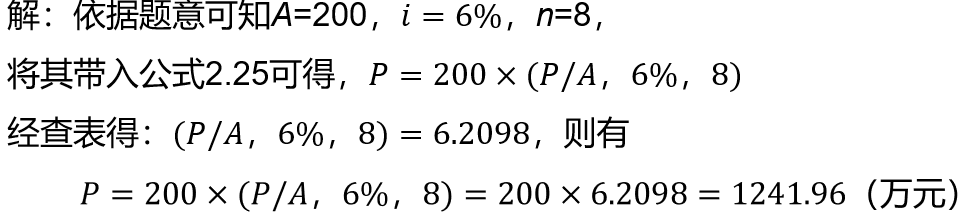 解：依据题意可知A=200，i = 6%，n=8，
将其带入公式2.25可得，P = 200 × (P/A，6%，8)
经查表得：(P/A，6%，8) = 6.2098，则有
P = 200 × (P/A，6%，8) = 200 × 6.2098 = 1241.96（万元）